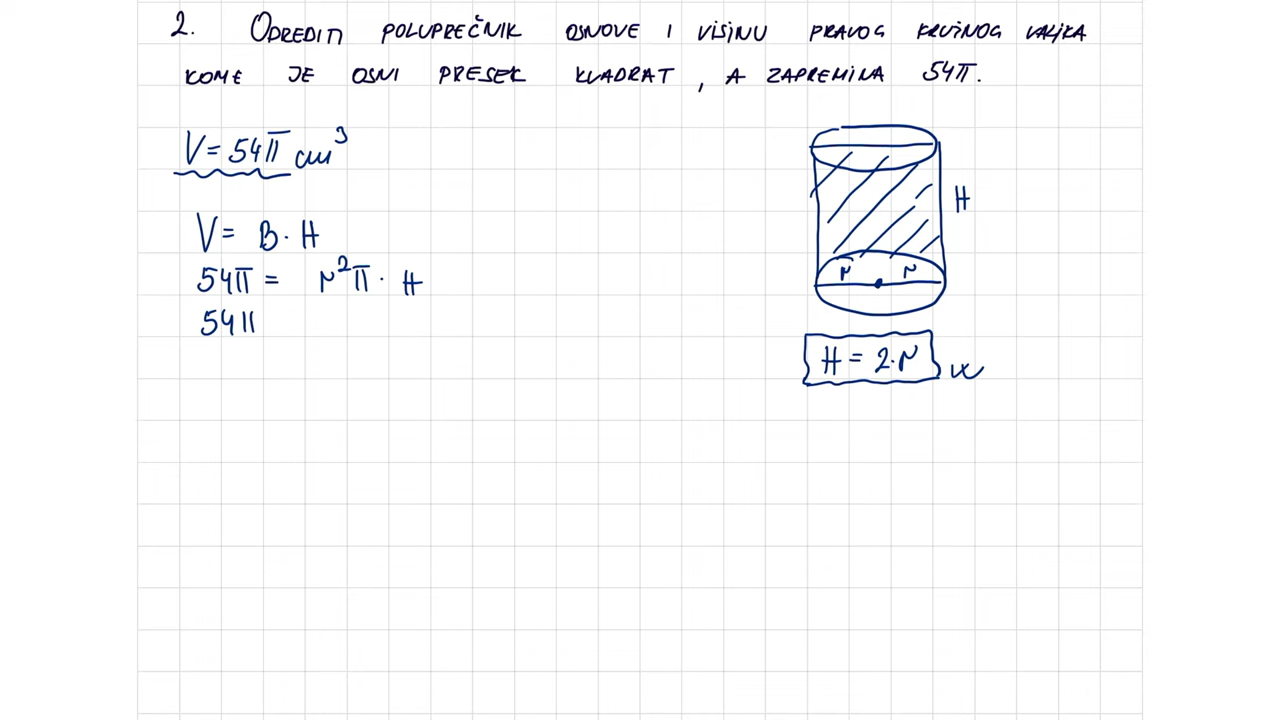 2. ODREDITI POLUPREČNIK OSNOVE I VISINU PRAVOG KRUŽNOG VALJKA
KOME JE OSNI PRESEK KVADRAT, A ZAPREMINA 54π.
V = 54π cm³
V = B · H
54π = r²π · H
54π
H
r r
H = 2·r